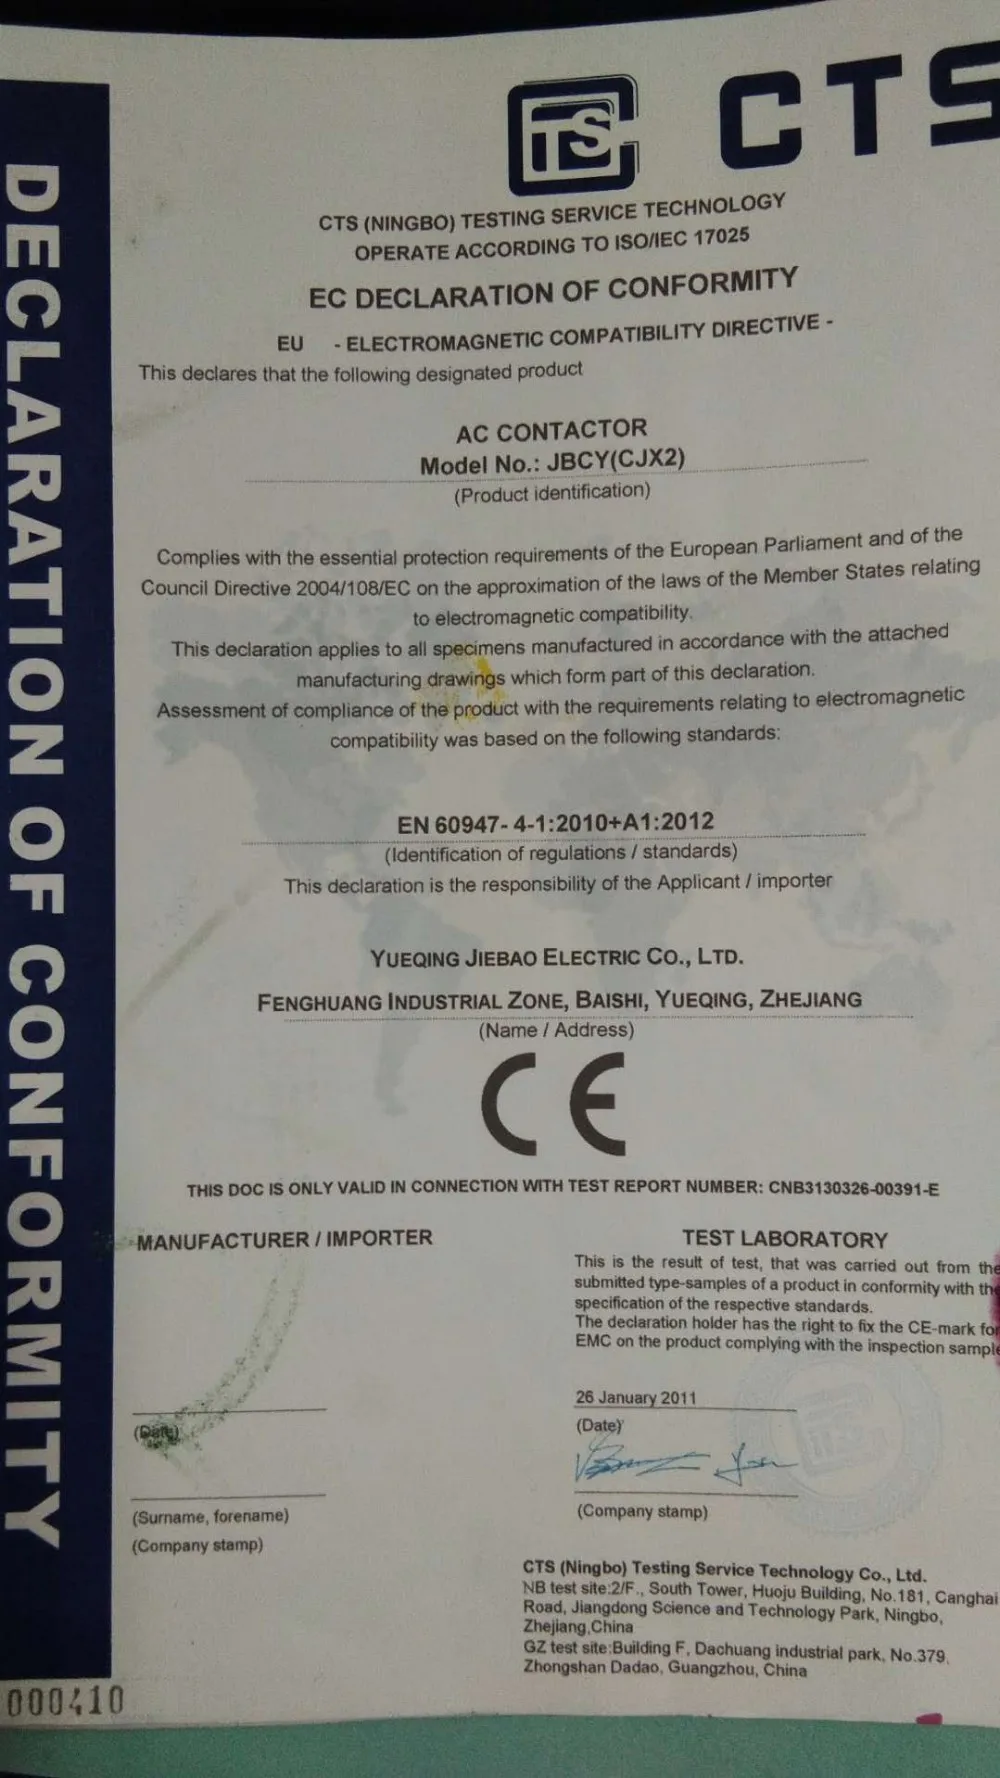 DECLARATION OF CONFORMITY
CTS
CTS
CTS (NINGBO) TESTING SERVICE TECHNOLOGY
OPERATE ACCORDING TO ISO/IEC 17025
EC DECLARATION OF CONFORMITY
EU - ELECTROMAGNETIC COMPATIBILITY DIRECTIVE -
This declares that the following designated product
AC CONTACTOR
Model No.: JBCY(CJX2)
(Product identification)
Complies with the essential protection requirements of the European Parliament and of the
Council Directive 2004/108/EC on the approximation of the laws of the Member States relating
to electromagnetic compatibility.
This declaration applies to all specimens manufactured in accordance with the attached
manufacturing drawings which form part of this declaration.
Assessment of compliance of the product with the requirements relating to electromagnetic
compatibility was based on the following standards:
EN 60947- 4-1:2010+A1:2012
(Identification of regulations / standards)
This declaration is the responsibility of the Applicant / importer
YUEQING JIEBAO ELECTRIC CO., LTD.
FENGHUANG INDUSTRIAL ZONE, BAISHI, YUEQING, ZHEJIANG
(Name / Address)
CE
THIS DOC IS ONLY VALID IN CONNECTION WITH TEST REPORT NUMBER: CNB3130326-00391-E
MANUFACTURER / IMPORTER
(Date)
(Surname, forename)
(Company stamp)
TEST LABORATORY
This is the result of test, that was carried out from the
submitted type-samples of a product in conformity with the
specification of the respective standards.
The declaration holder has the right to fix the CE-mark for
EMC on the product complying with the inspection sample
26 January 2011
(Date)
(Company stamp)
CTS (Ningbo) Testing Service Technology Co., Ltd.
NB test site:2/F., South Tower, Huoju Building, No.181, Canghai
Road, Jiangdong Science and Technology Park, Ningbo,
Zhejiang,China
GZ test site:Building F, Dachuang industrial park, No.379,
Zhongshan Dadao, Guangzhou, China
000410